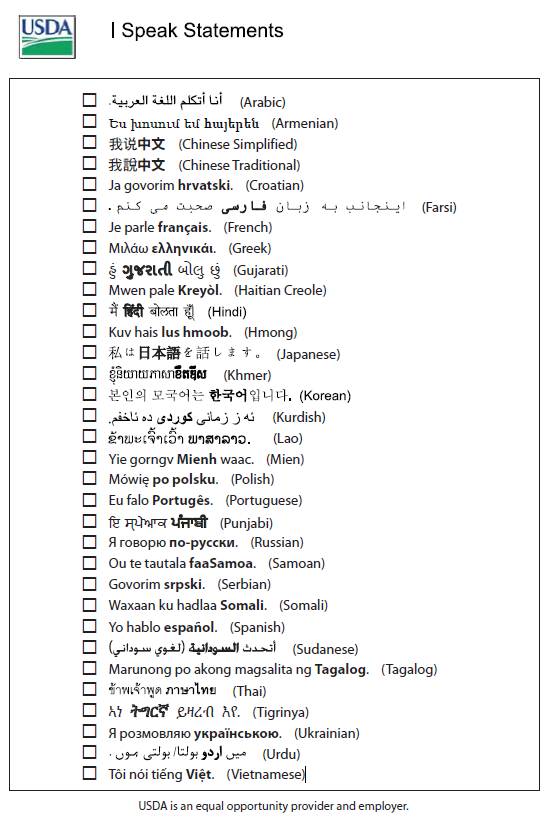 USDA
I Speak Statements
أنا أتكلم اللغة العربية. (Arabic)
Ես խոսում եմ հայերեն (Armenian)
我说中文 (Chinese Simplified)
我說中文 (Chinese Traditional)
Ja govorim hrvatski. (Croatian)
اینجانب به زبان فارسی صحبت می کنم . (Farsi)
Je parle français. (French)
Μιλάω ελληνικάι. (Greek)
હું ગુજરાતી બોલુ છું (Gujarati)
Mwen pale Kreyòl. (Haitian Creole)
मैं हिंदी बोलता हूँ (Hindi)
Kuv hais lus hmoob. (Hmong)
私は日本語を話します。 (Japanese)
ខ្ញុំនិយាយភាសា (Khmer)
본인의 모국어는 한국어입니다. (Korean)
ئه ز زمانی کوردی ده ئاخفم. (Kurdish)
ຂ້າພະເຈົ້າເວົ້າ ພາສາລາວ. (Lao)
Yie gorngv Mienh waac. (Mien)
Mówię po polsku. (Polish)
Eu falo Portugês. (Portuguese)
ਇ ਸ੍ਪੇਆਕ ਪੰਜਾਬੀ (Punjabi)
Я говорю по-русски. (Russian)
Ou te tautala faaSamoa. (Samoan)
Govorim srpski. (Serbian)
Waxaan ku hadlaa Somali. (Somali)
Yo hablo español. (Spanish)
أتحدث السودانية (لغوي سوداني) (Sudanese)
Marunong po akong magsalita ng Tagalog. (Tagalog)
ข้าพเจ้าพูด ภาษาไทย (Thai)
ኣነ ትግርኛ ይዛረብ እየ. (Tigrinya)
Я розмовляю українською. (Ukrainian)
میں اردو بولتا/ بولتی ہوں . (Urdu)
Tôi nói tiếng Việt. (Vietnamese)
USDA is an equal opportunity provider and employer.